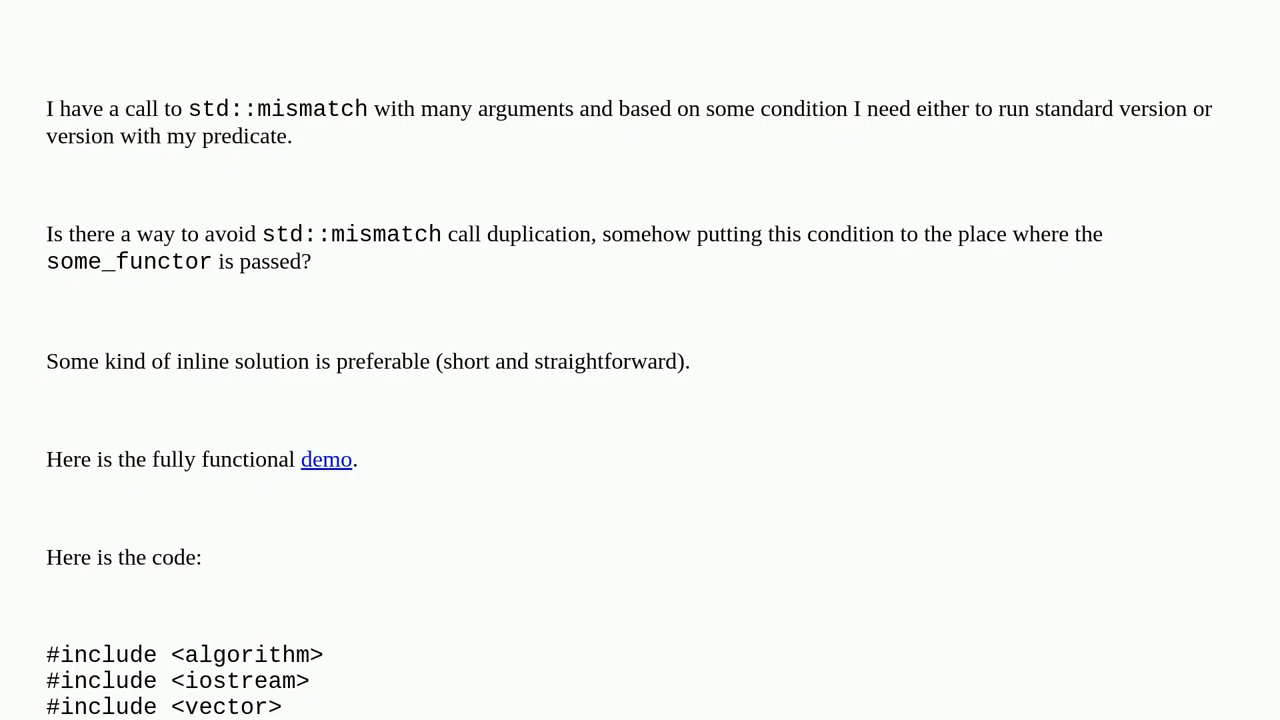 I have a call to std::mismatch with many arguments and based on some condition I need either to run standard version or
version with my predicate.
Is there a way to avoid std::mismatch call duplication, somehow putting this condition to the place where the
some_functor is passed?
Some kind of inline solution is preferable (short and straightforward).
Here is the fully functional demo.
Here is the code:
#include <algorithm>
#include <iostream>
#include <vector>